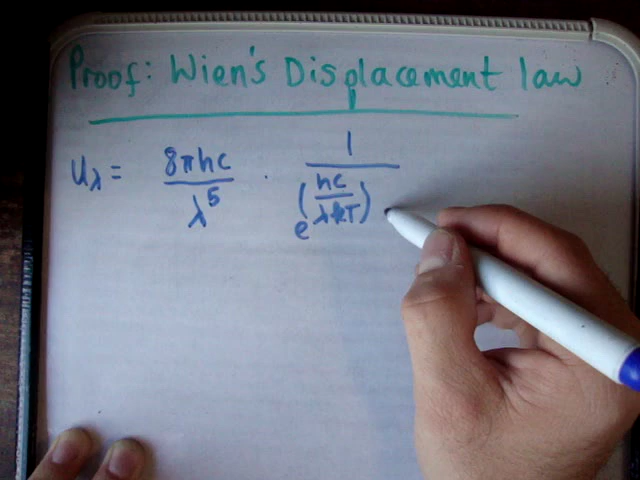 Proof: Wien's Displacement law
uλ = 8πhc/λ⁵ · 1/e^(hc/λkT)